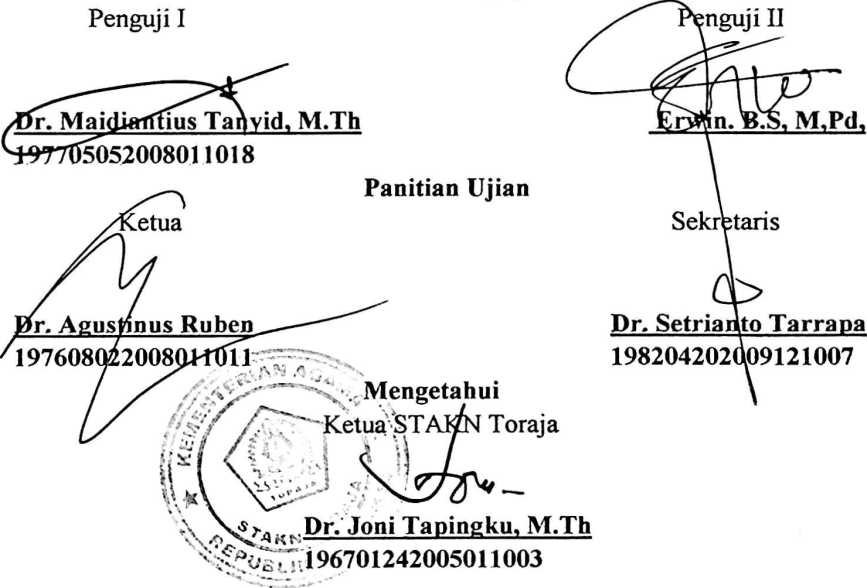 Penguji I
Penguji II
Dr. Maidiantius Tanyid, M.Th
197705052008011018
Erwin. B.S, M,Pd,
Panitian Ujian
Ketua
Sekretaris
Dr. Agustinus Ruben
197608022008011011
Dr. Setrianto Tarrapa
198204202009121007
Mengetahui
Ketua STAKN Toraja
KEMENTERIAN AGAMA
TORAJA
STAKN
REPUBLI
Dr. Joni Tapingku, M.Th
196701242005011003